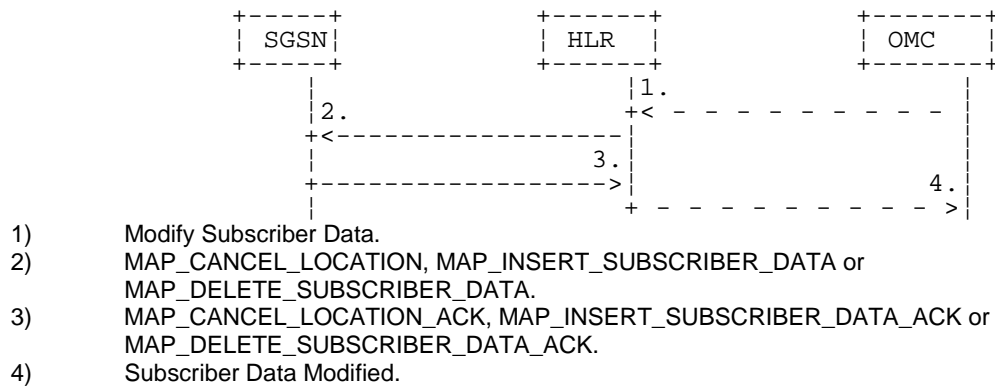 +-----+ +------+ +-------+
¦ SGSN¦ ¦ HLR ¦ ¦ OMC ¦
+-----+ +------+ +-------+
¦ ¦1. ¦
¦2. +< - - - - - - - - - ¦
+<------------------¦ ¦
¦ 3.¦ ¦
+------------------>¦ 4.¦
¦ + - - - - - - - - - >¦
1) Modify Subscriber Data.
2) MAP_CANCEL_LOCATION, MAP_INSERT_SUBSCRIBER_DATA or
MAP_DELETE_SUBSCRIBER_DATA.
3) MAP_CANCEL_LOCATION_ACK, MAP_INSERT_SUBSCRIBER_DATA_ACK or
MAP_DELETE_SUBSCRIBER_DATA_ACK.
4) Subscriber Data Modified.